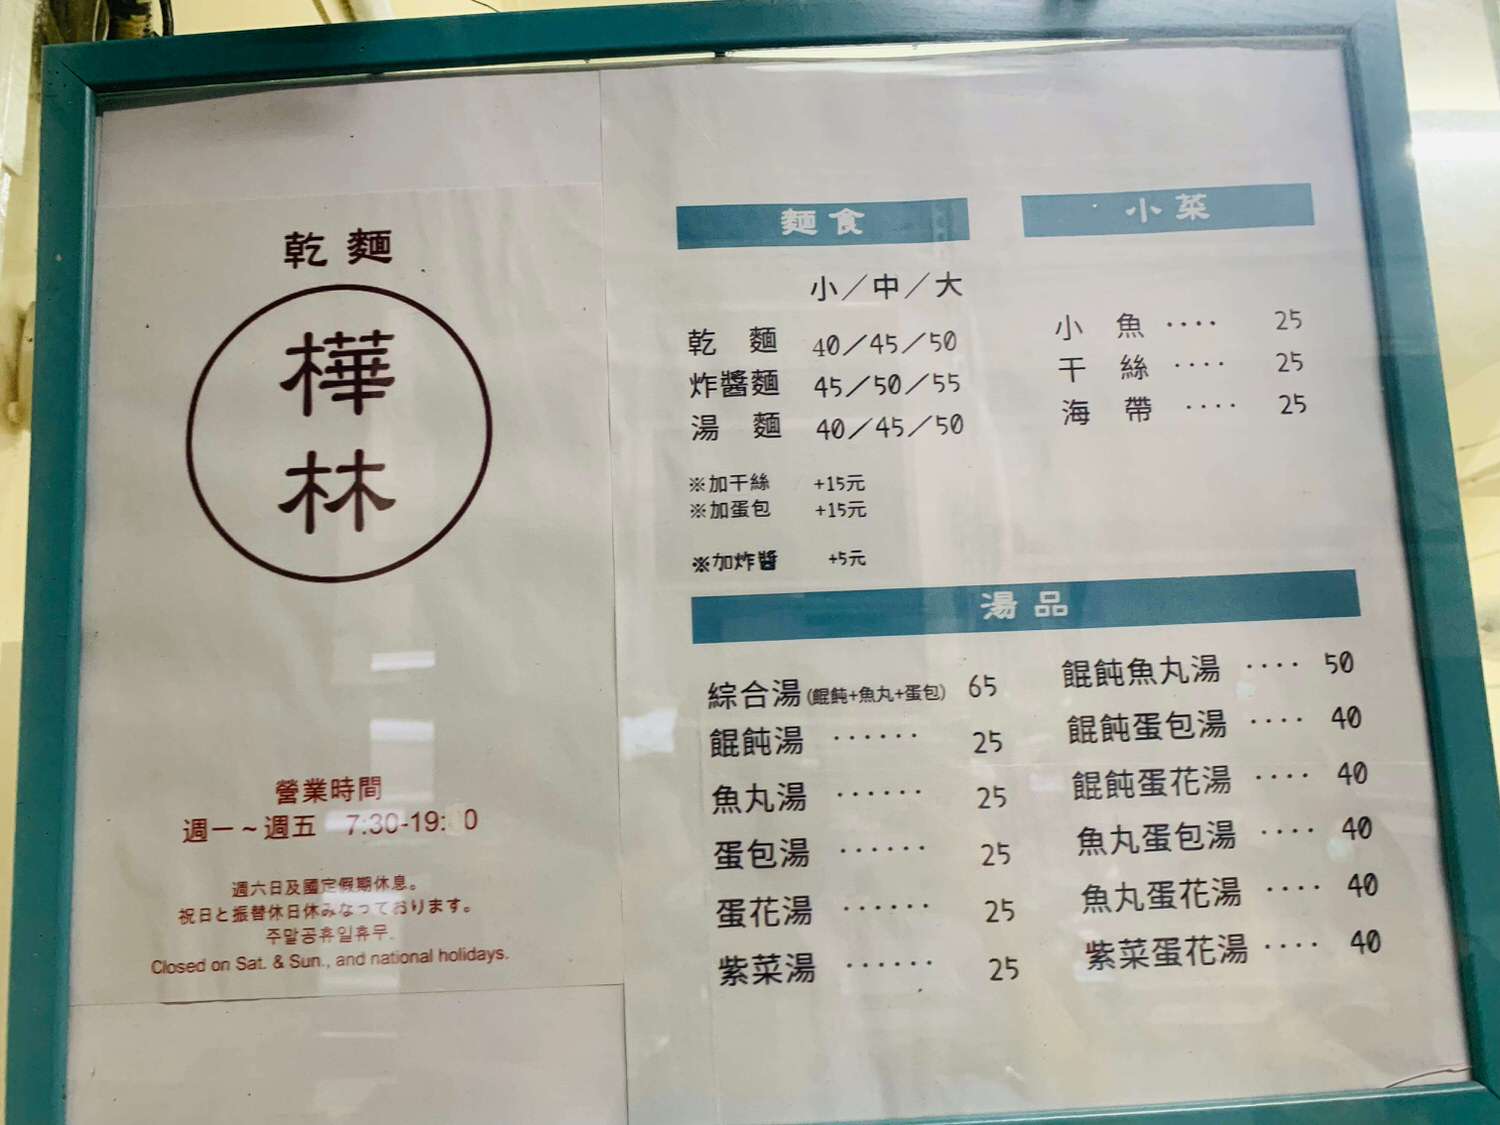 乾麵
樺
林
營業時間
週一~週五 7:30-19:
週六日及國定假期休息。
祝日と振替休日休みなっております。
주말공휴일휴무.
Closed on Sat. & Sun., and national holidays.
麵食
小／中／大
乾麵 40／45／50
炸醬麵 45／50／55
湯麵 40／45／50
※加干絲 +15元
※加蛋包 +15元
※加炸醬 +5元
小菜
小魚 ···· 25
干絲 ···· 25
海帶 ···· 25
湯品
綜合湯(餛飩+魚丸+蛋包) 65
餛飩湯 ······ 25
魚丸湯 ······ 25
蛋包湯 ······ 25
蛋花湯 ······ 25
紫菜湯 ······ 25
餛飩魚丸湯 ···· 50
餛飩蛋包湯 ···· 40
餛飩蛋花湯 ···· 40
魚丸蛋包湯 ···· 40
魚丸蛋花湯 ···· 40
紫菜蛋花湯 ···· 40